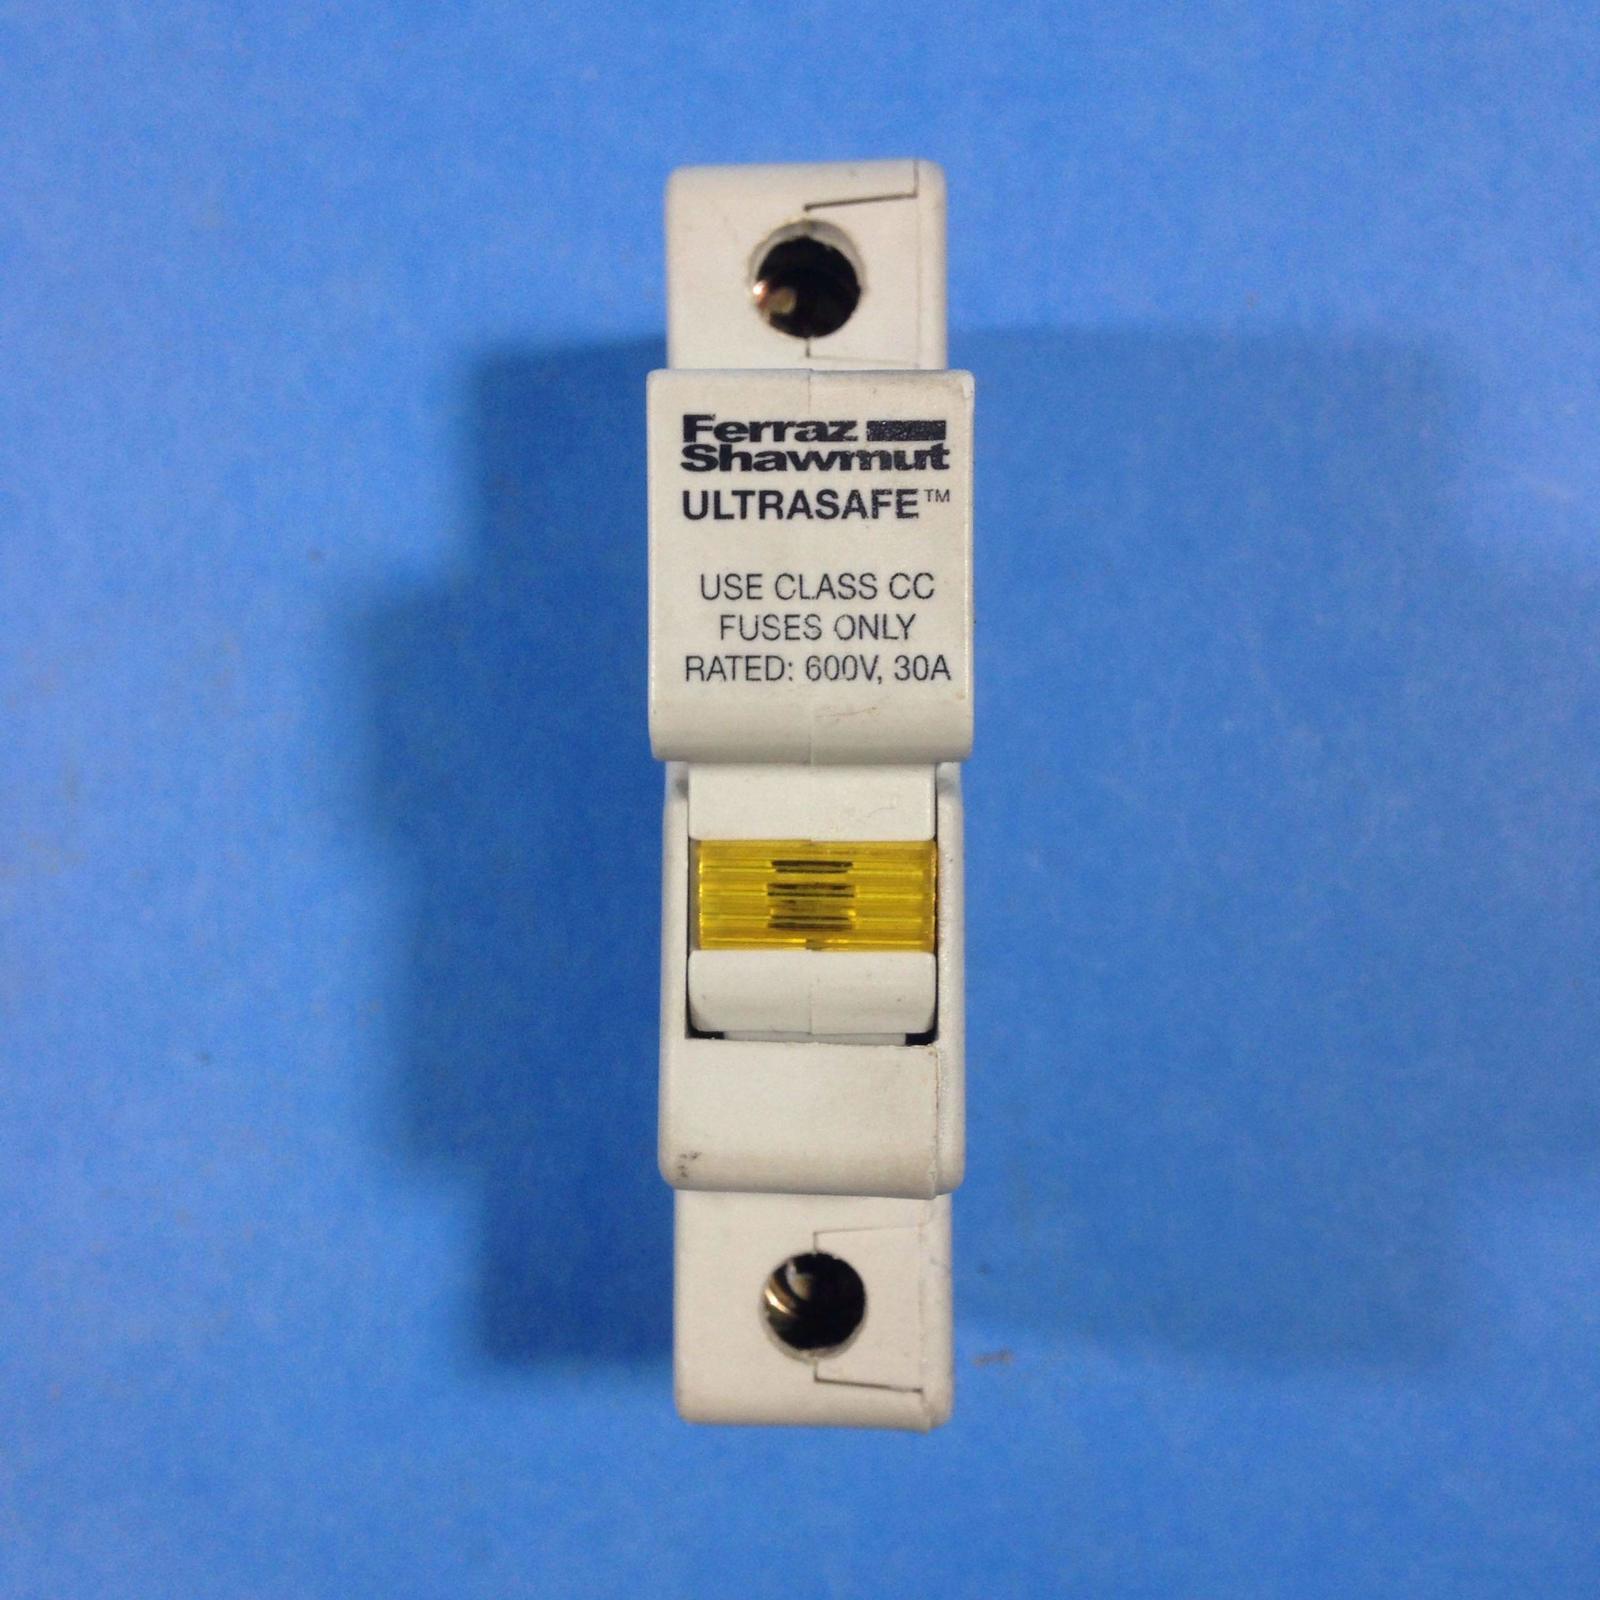 Ferraz
Shawmut
ULTRASAFE™
USE CLASS CC
FUSES ONLY
RATED: 600V, 30A